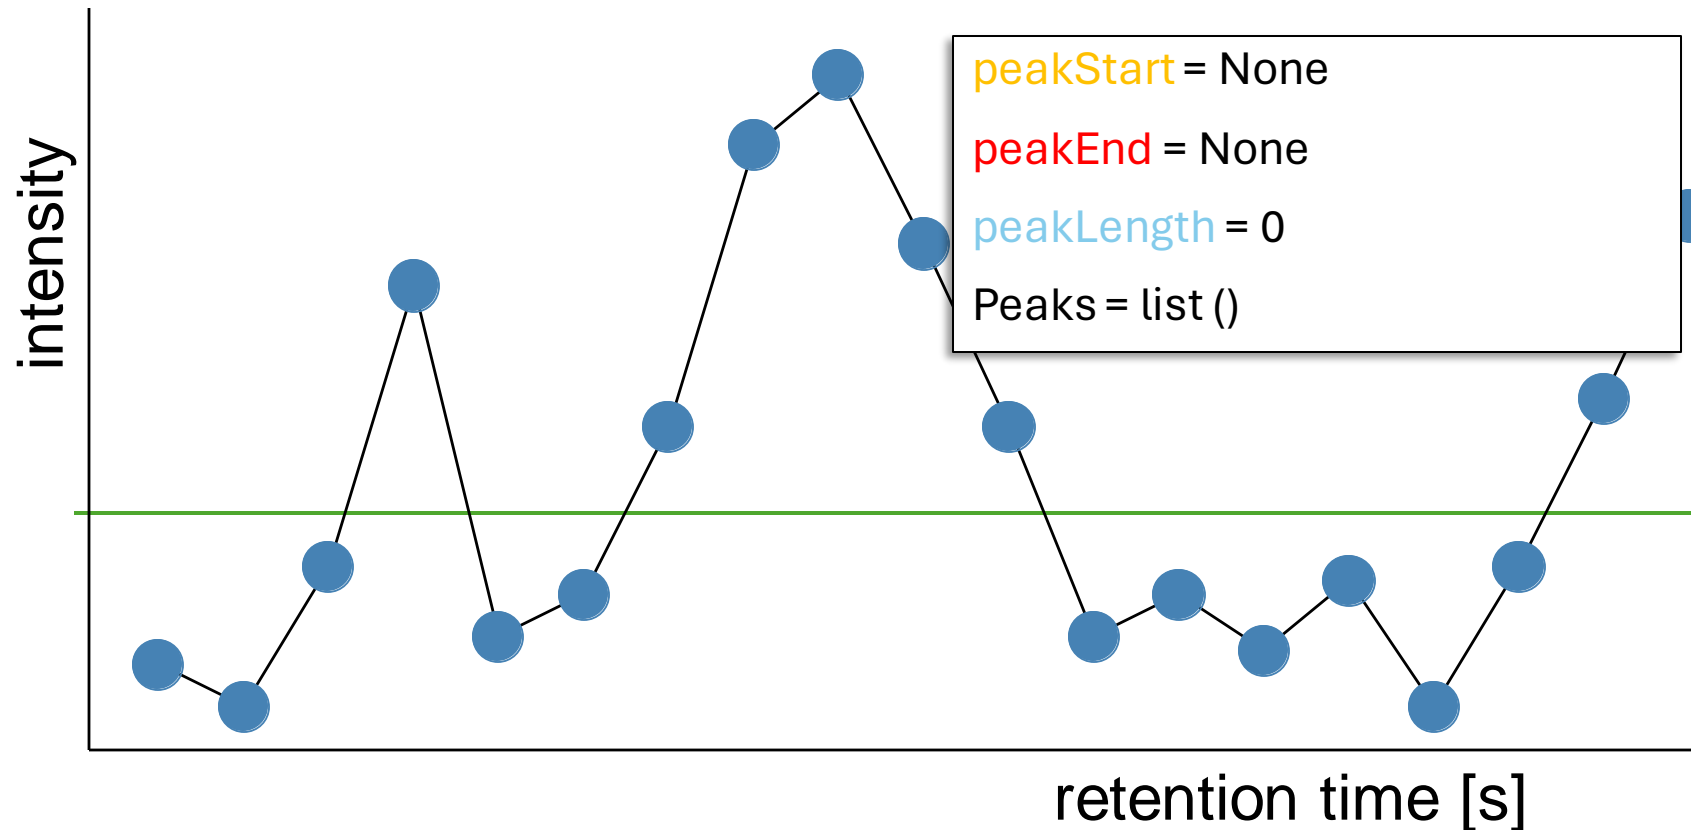 intensity
peakStart = None
peakEnd = None
peakLength = 0
Peaks = list ()
retention time [s]